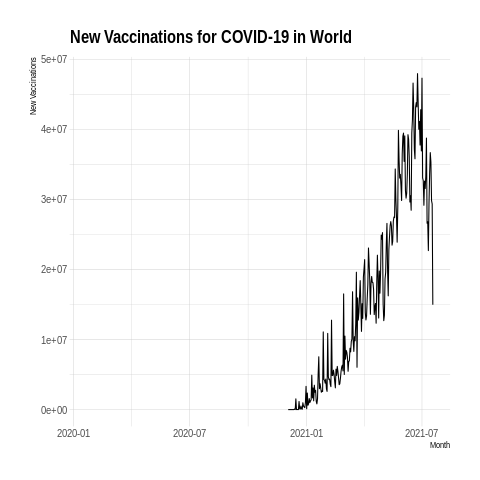 New Vaccinations for COVID-19 in World
New Vaccinations
5e+07
4e+07
3e+07
2e+07
1e+07
0e+00
2020-01 2020-07 2021-01 2021-07
Month